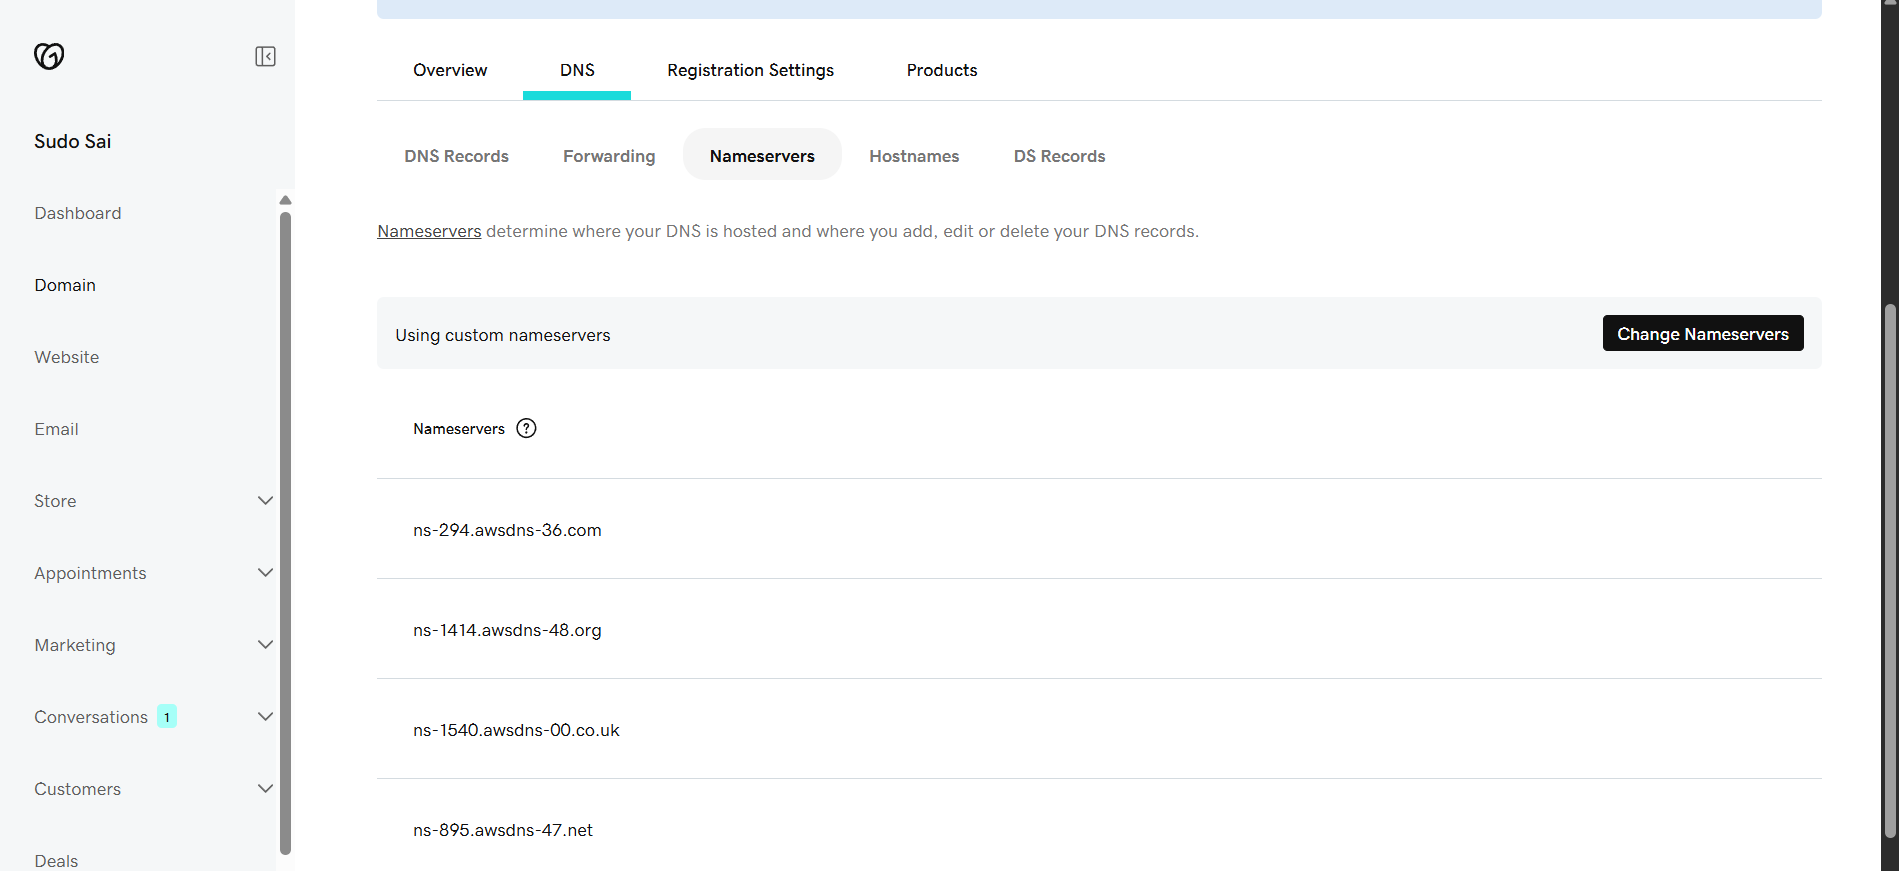 Overview
DNS
Registration Settings
Products
Sudo Sai
DNS Records
Forwarding
Nameservers
Hostnames
DS Records
Dashboard
Nameservers determine where your DNS is hosted and where you add, edit or delete your DNS records.
Domain
Using custom nameservers
Change Nameservers
Website
Email
Nameservers ?
Store
ns-294.awsdns-36.com
Appointments
ns-1414.awsdns-48.org
Marketing
Conversations 1
ns-1540.awsdns-00.co.uk
Customers
ns-895.awsdns-47.net
Deals